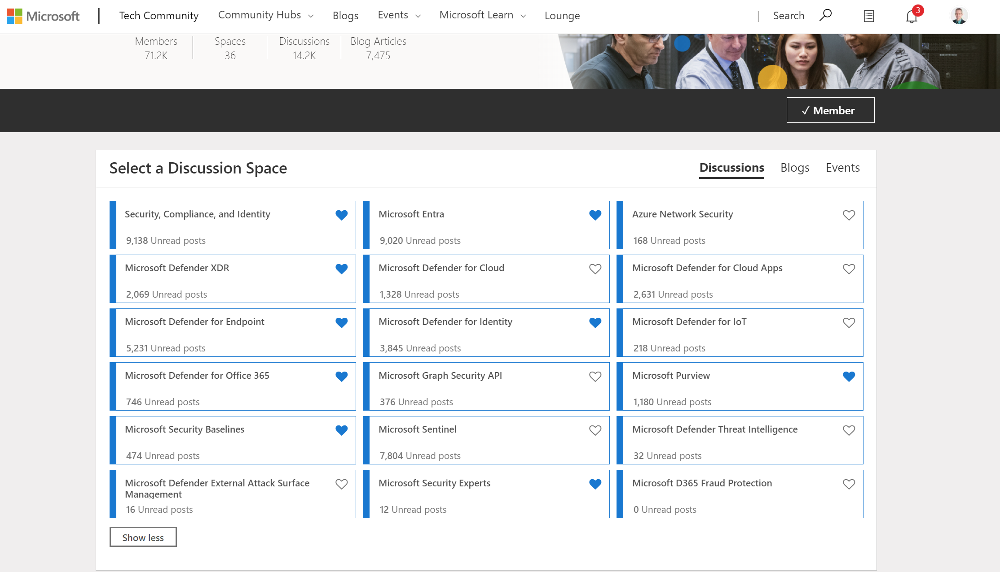 Microsoft
Tech Community
Community Hubs
Blogs
Events
Microsoft Learn
Lounge
Search
3
Members
71.2K
Spaces
36
Discussions
14.2K
Blog Articles
7,475
✓ Member
Select a Discussion Space
Discussions
Blogs
Events
Security, Compliance, and Identity
9,138 Unread posts
Microsoft Entra
9,020 Unread posts
Azure Network Security
168 Unread posts
Microsoft Defender XDR
2,069 Unread posts
Microsoft Defender for Cloud
1,328 Unread posts
Microsoft Defender for Cloud Apps
2,631 Unread posts
Microsoft Defender for Endpoint
5,231 Unread posts
Microsoft Defender for Identity
3,845 Unread posts
Microsoft Defender for IoT
218 Unread posts
Microsoft Defender for Office 365
746 Unread posts
Microsoft Graph Security API
376 Unread posts
Microsoft Purview
1,180 Unread posts
Microsoft Security Baselines
474 Unread posts
Microsoft Sentinel
7,804 Unread posts
Microsoft Defender Threat Intelligence
32 Unread posts
Microsoft Defender External Attack Surface
Management
16 Unread posts
Microsoft Security Experts
12 Unread posts
Microsoft D365 Fraud Protection
0 Unread posts
Show less